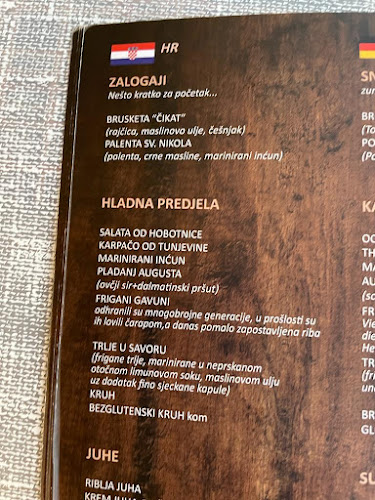 HR
ZALOGAJI
Nešto kratko za početak...
BRUSKETA "ČIKAT"
(rajčica, maslinovo ulje, češnjak)
PALENTA SV. NIKOLA
(palenta, crne masline, marinirani inćun)
HLADNA PREDJELA
SALATA OD HOBOTNICE
KARPAČO OD TUNJEVINE
MARINIRANI INĆUN
PLADANJ AUGUSTA
(ovčji sir+dalmatinski pršut)
FRIGANI GAVUNI
odhranili su mnogobrojne generacije, u prošlosti su
ih lovili čarapom,a danas pomalo zapostavljena riba
TRLJE U SAVORU
(frigane trlje, marinirane u neprskanom
otočnom limunovom soku, maslinovom ulju
uz dodatak fino sjeckane kapule)
KRUH
BEZGLUTENSKI KRUH kom
JUHE
RIBLJA JUHA
KREM JUHA